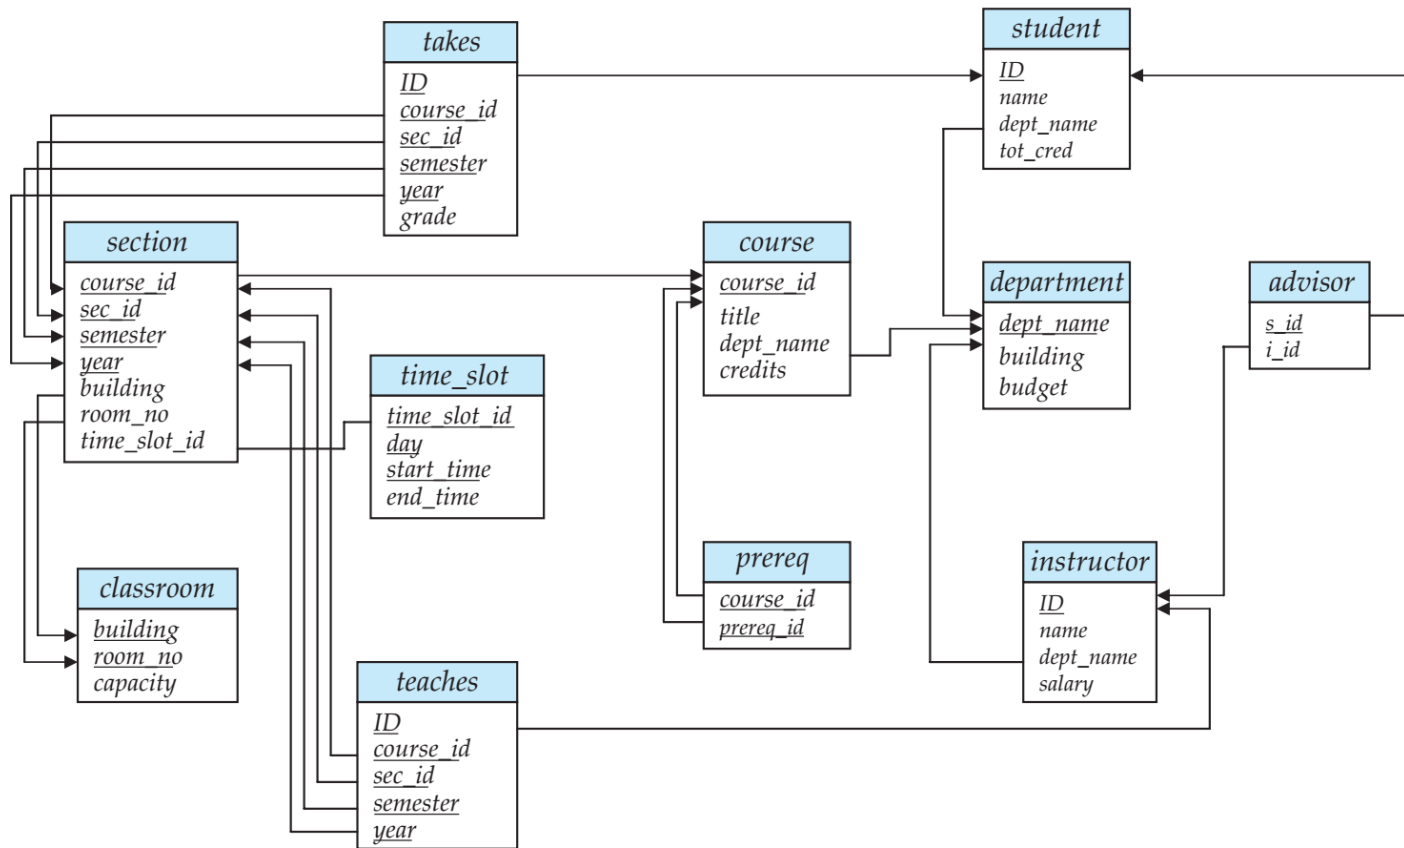 takes
ID
course_id
sec_id
semester
year
grade
student
ID
name
dept_name
tot_cred
section
course_id
sec_id
semester
year
building
room_no
time_slot_id
course
course_id
title
dept_name
credits
department
dept_name
building
budget
advisor
s_id
i_id
time_slot
time_slot_id
day
start_time
end_time
prereq
course_id
prereq_id
instructor
ID
name
dept_name
salary
classroom
building
room_no
capacity
teaches
ID
course_id
sec_id
semester
year